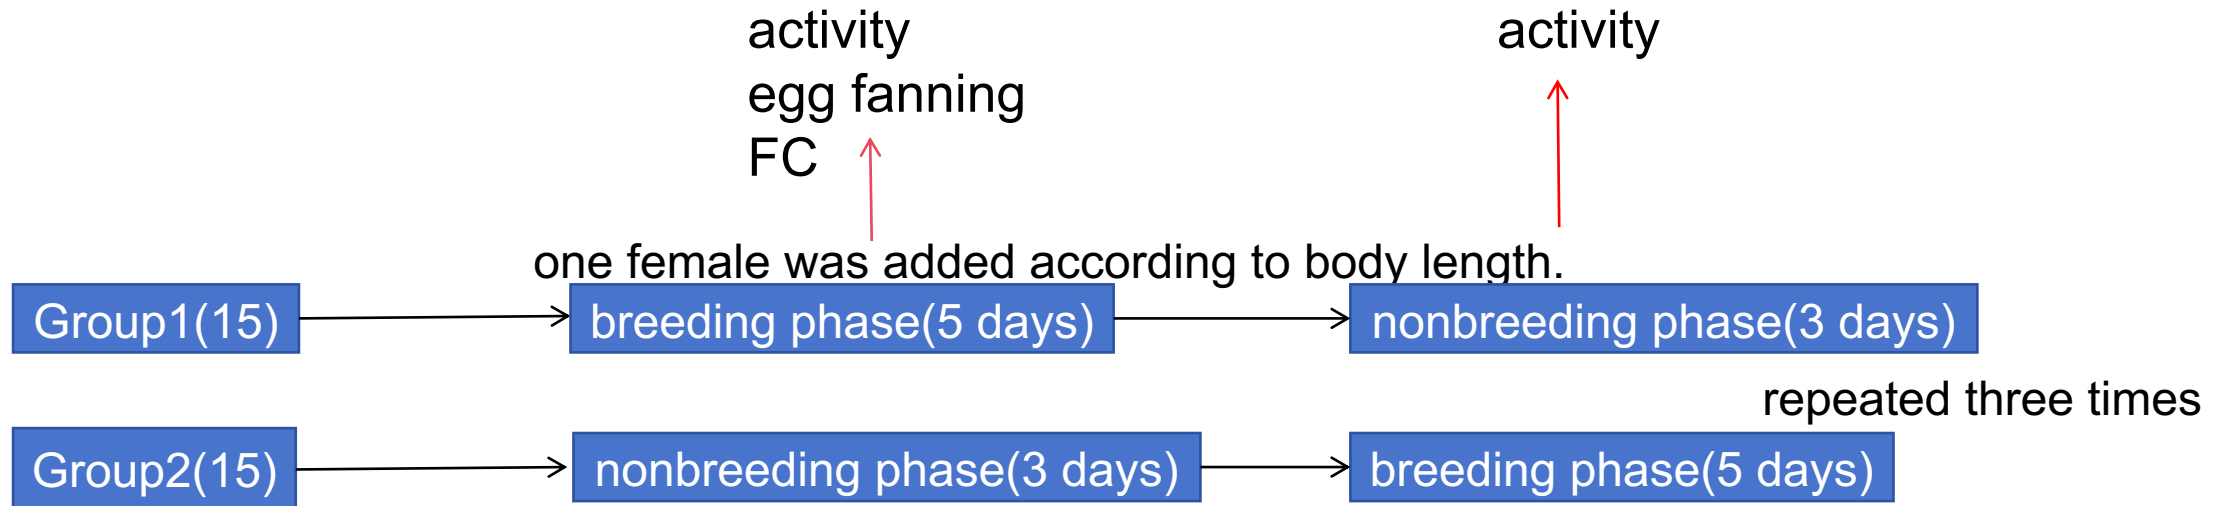 activity
egg fanning
FC
activity
one female was added according to body length.
Group1(15)
breeding phase(5 days)
nonbreeding phase(3 days)
repeated three times
Group2(15)
nonbreeding phase(3 days)
breeding phase(5 days)